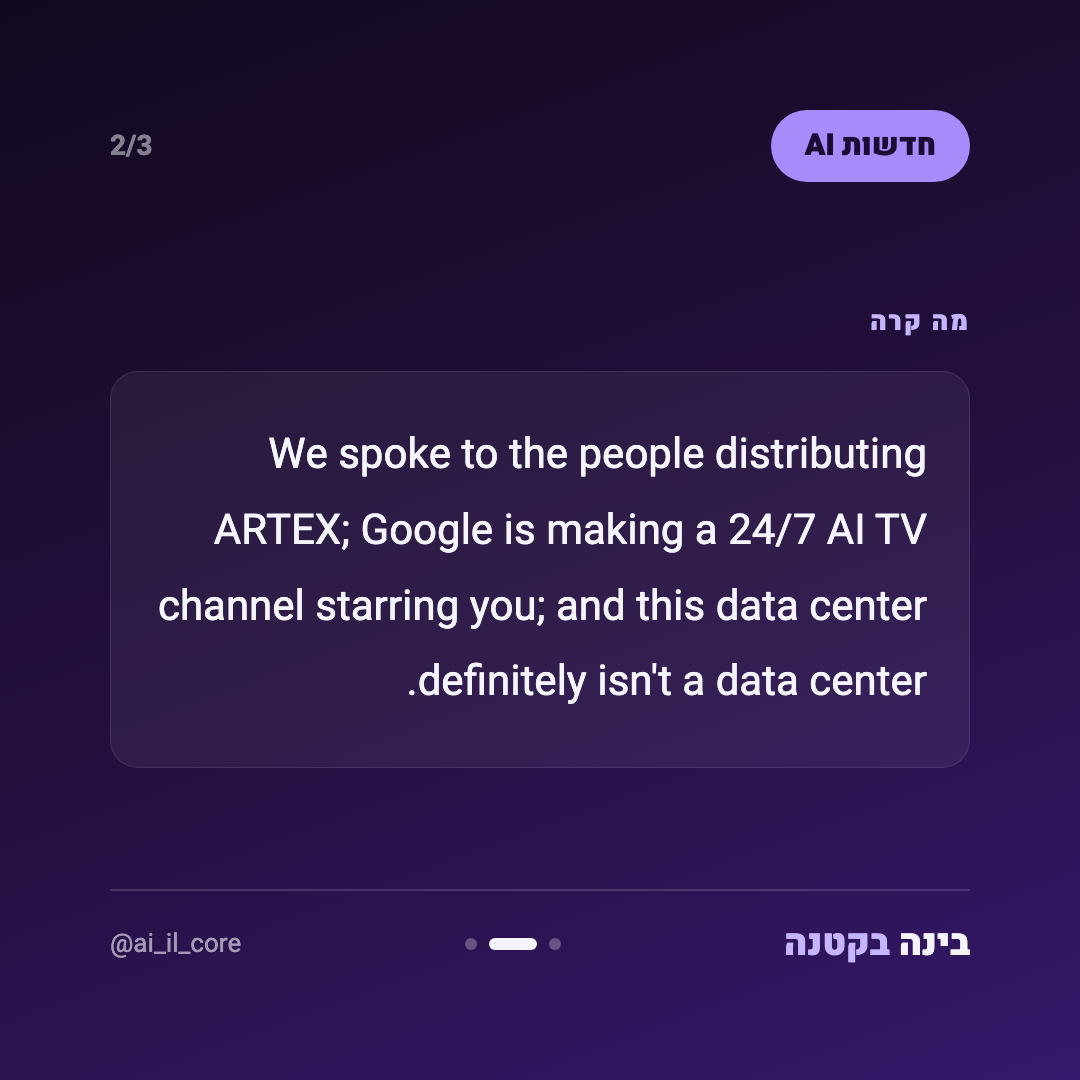 חדשות AI
2/3
מה קרה
We spoke to the people distributing
ARTEX; Google is making a 24/7 AI TV
channel starring you; and this data center
definitely isn't a data center.
בינה בקטנה
@ai_il_core